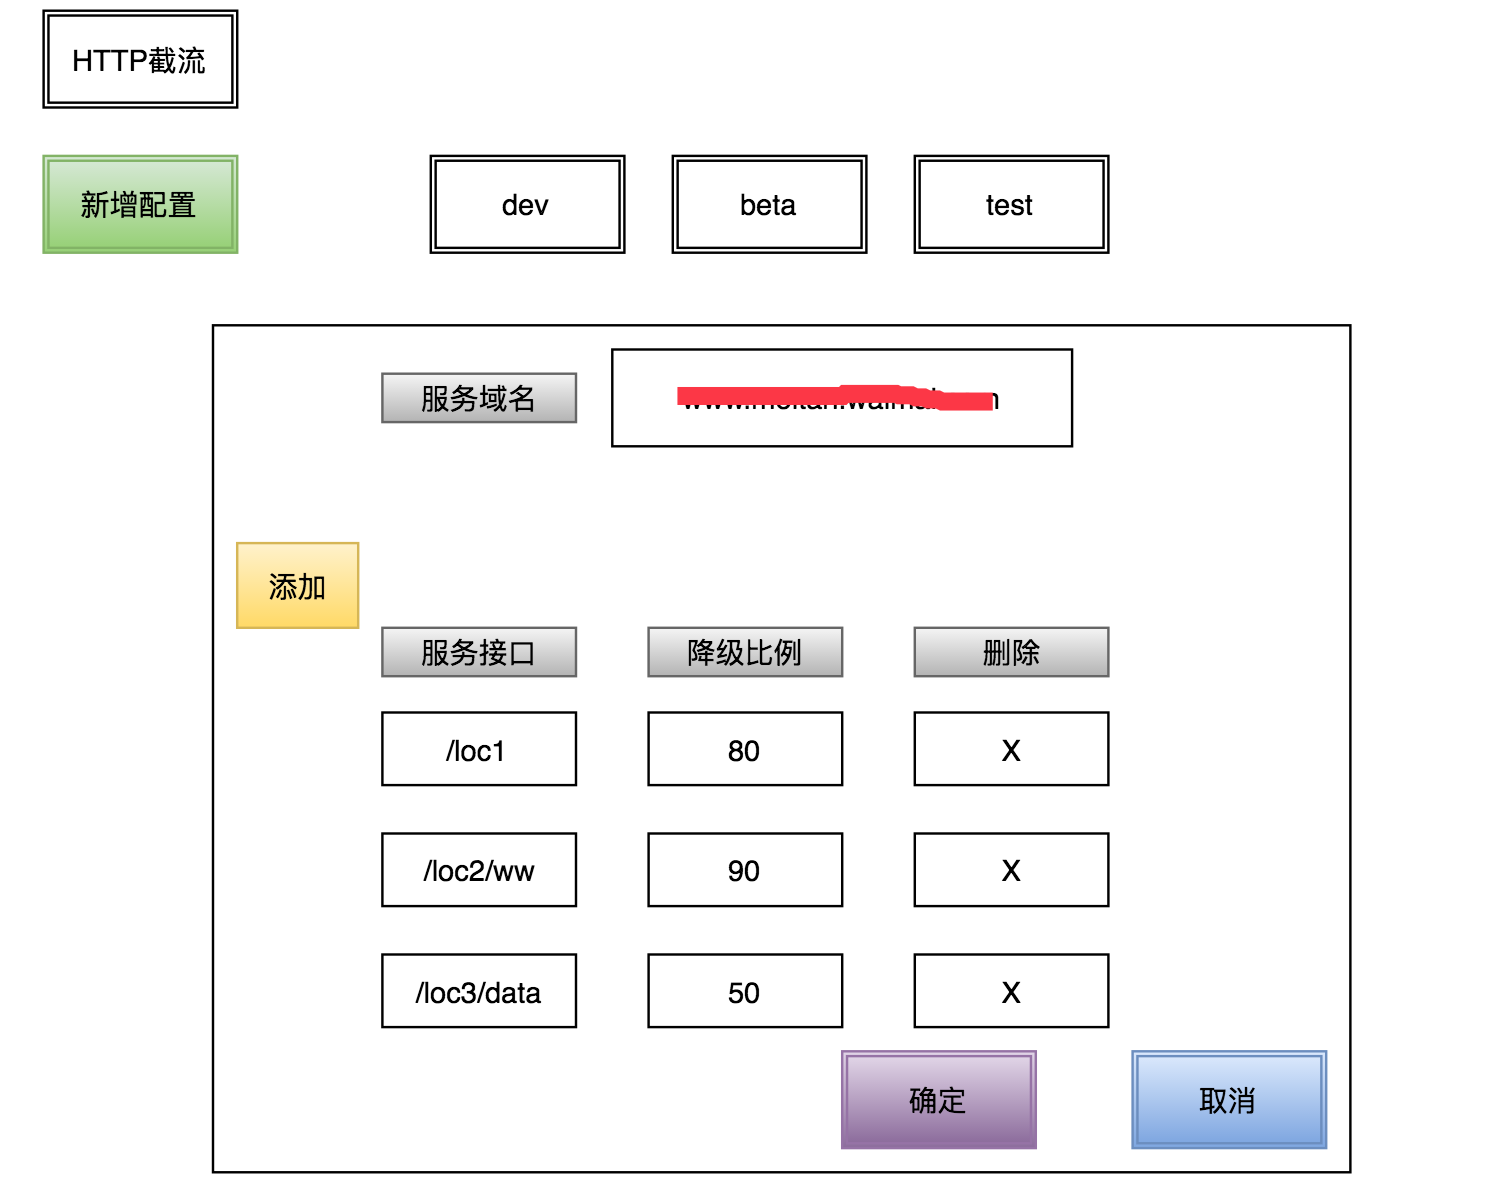 HTTP截流
新增配置
dev
beta
test
服务域名
添加
服务接口
降级比例
删除
/loc1
80
X
/loc2/ww
90
X
/loc3/data
50
X
确定
取消